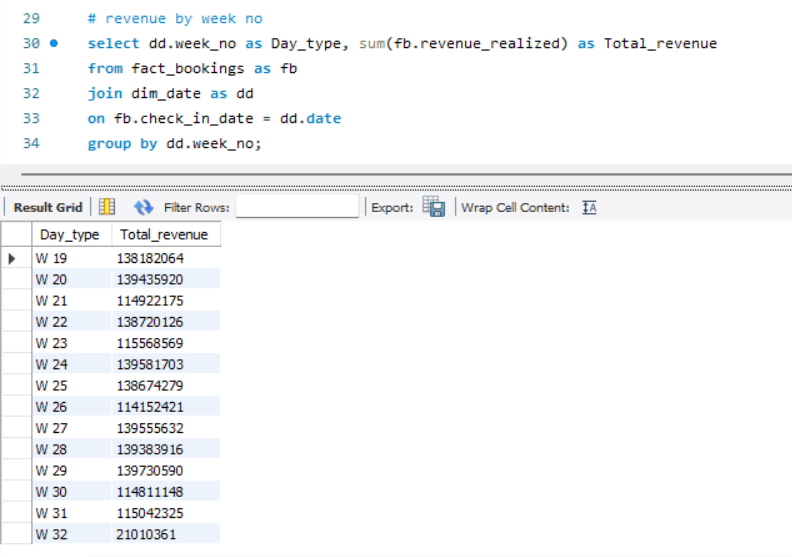 29 # revenue by week no
30 select dd.week_no as Day_type, sum(fb.revenue_realized) as Total_revenue
31 from fact_bookings as fb
32 join dim_date as dd
33 on fb.check_in_date = dd.date
34 group by dd.week_no;
Result Grid Filter Rows: Export: Wrap Cell Content: IA
Day_type Total_revenue
W 19 138182064
W 20 139435920
W 21 114922175
W 22 138720126
W 23 115568569
W 24 139581703
W 25 138674279
W 26 114152421
W 27 139555632
W 28 139383916
W 29 139730590
W 30 114811148
W 31 115042325
W 32 21010361